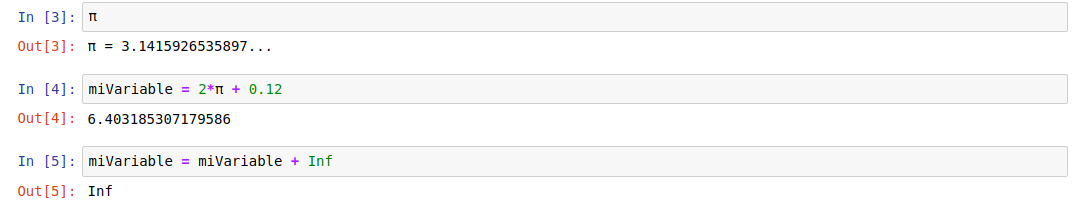 In [3]: π
Out[3]: π = 3.1415926535897...
In [4]: miVariable = 2*π + 0.12
Out[4]: 6.403185307179586
In [5]: miVariable = miVariable + Inf
Out[5]: Inf